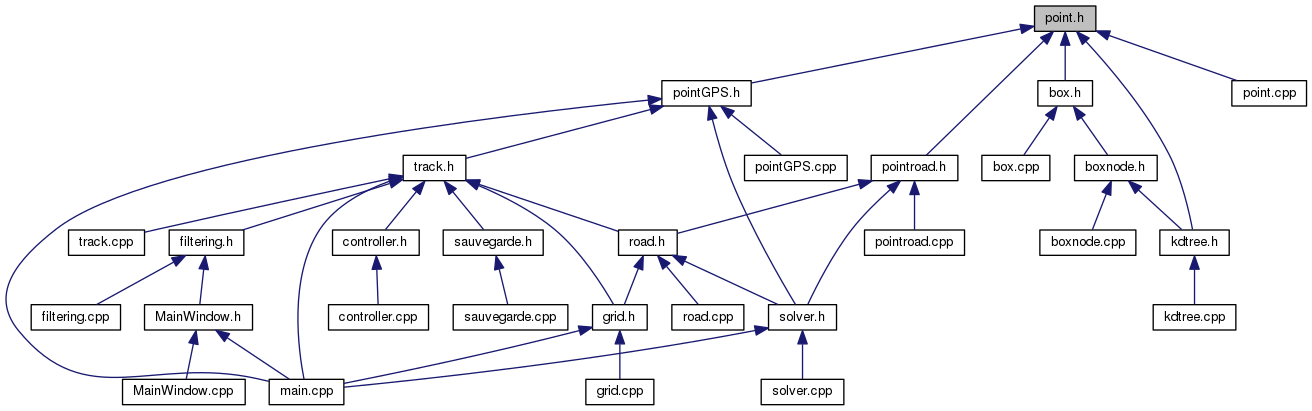 point.h
pointGPS.h
box.h
point.cpp
track.h
pointGPS.cpp
pointroad.h
box.cpp
boxnode.h
track.cpp
filtering.h
controller.h
sauvegarde.h
road.h
pointroad.cpp
boxnode.cpp
kdtree.h
filtering.cpp
MainWindow.h
controller.cpp
sauvegarde.cpp
grid.h
road.cpp
solver.h
kdtree.cpp
MainWindow.cpp
main.cpp
grid.cpp
solver.cpp